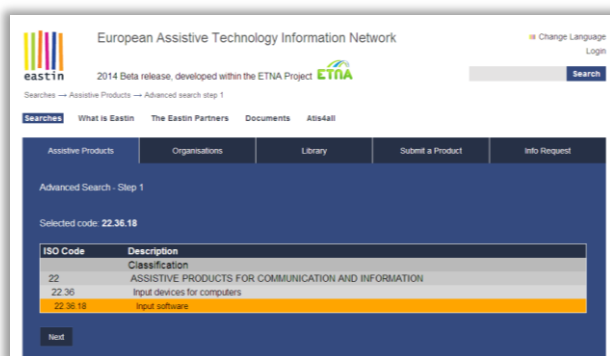 European Assistive Technology Information Network
Change Language
Login
eastin
2014 Beta release, developed within the ETNA Project ETNA
Search
Searches → Assistive Products → Advanced search step 1
Searches What is Eastin The Eastin Partners Documents Atis4all
Assistive Products Organisations Library Submit a Product Info Request
Advanced Search - Step 1
Selected code: 22.36.18
ISO Code Description
Classification
22 ASSISTIVE PRODUCTS FOR COMMUNICATION AND INFORMATION
22.36 Input devices for computers
22.36.18 Input software
Next